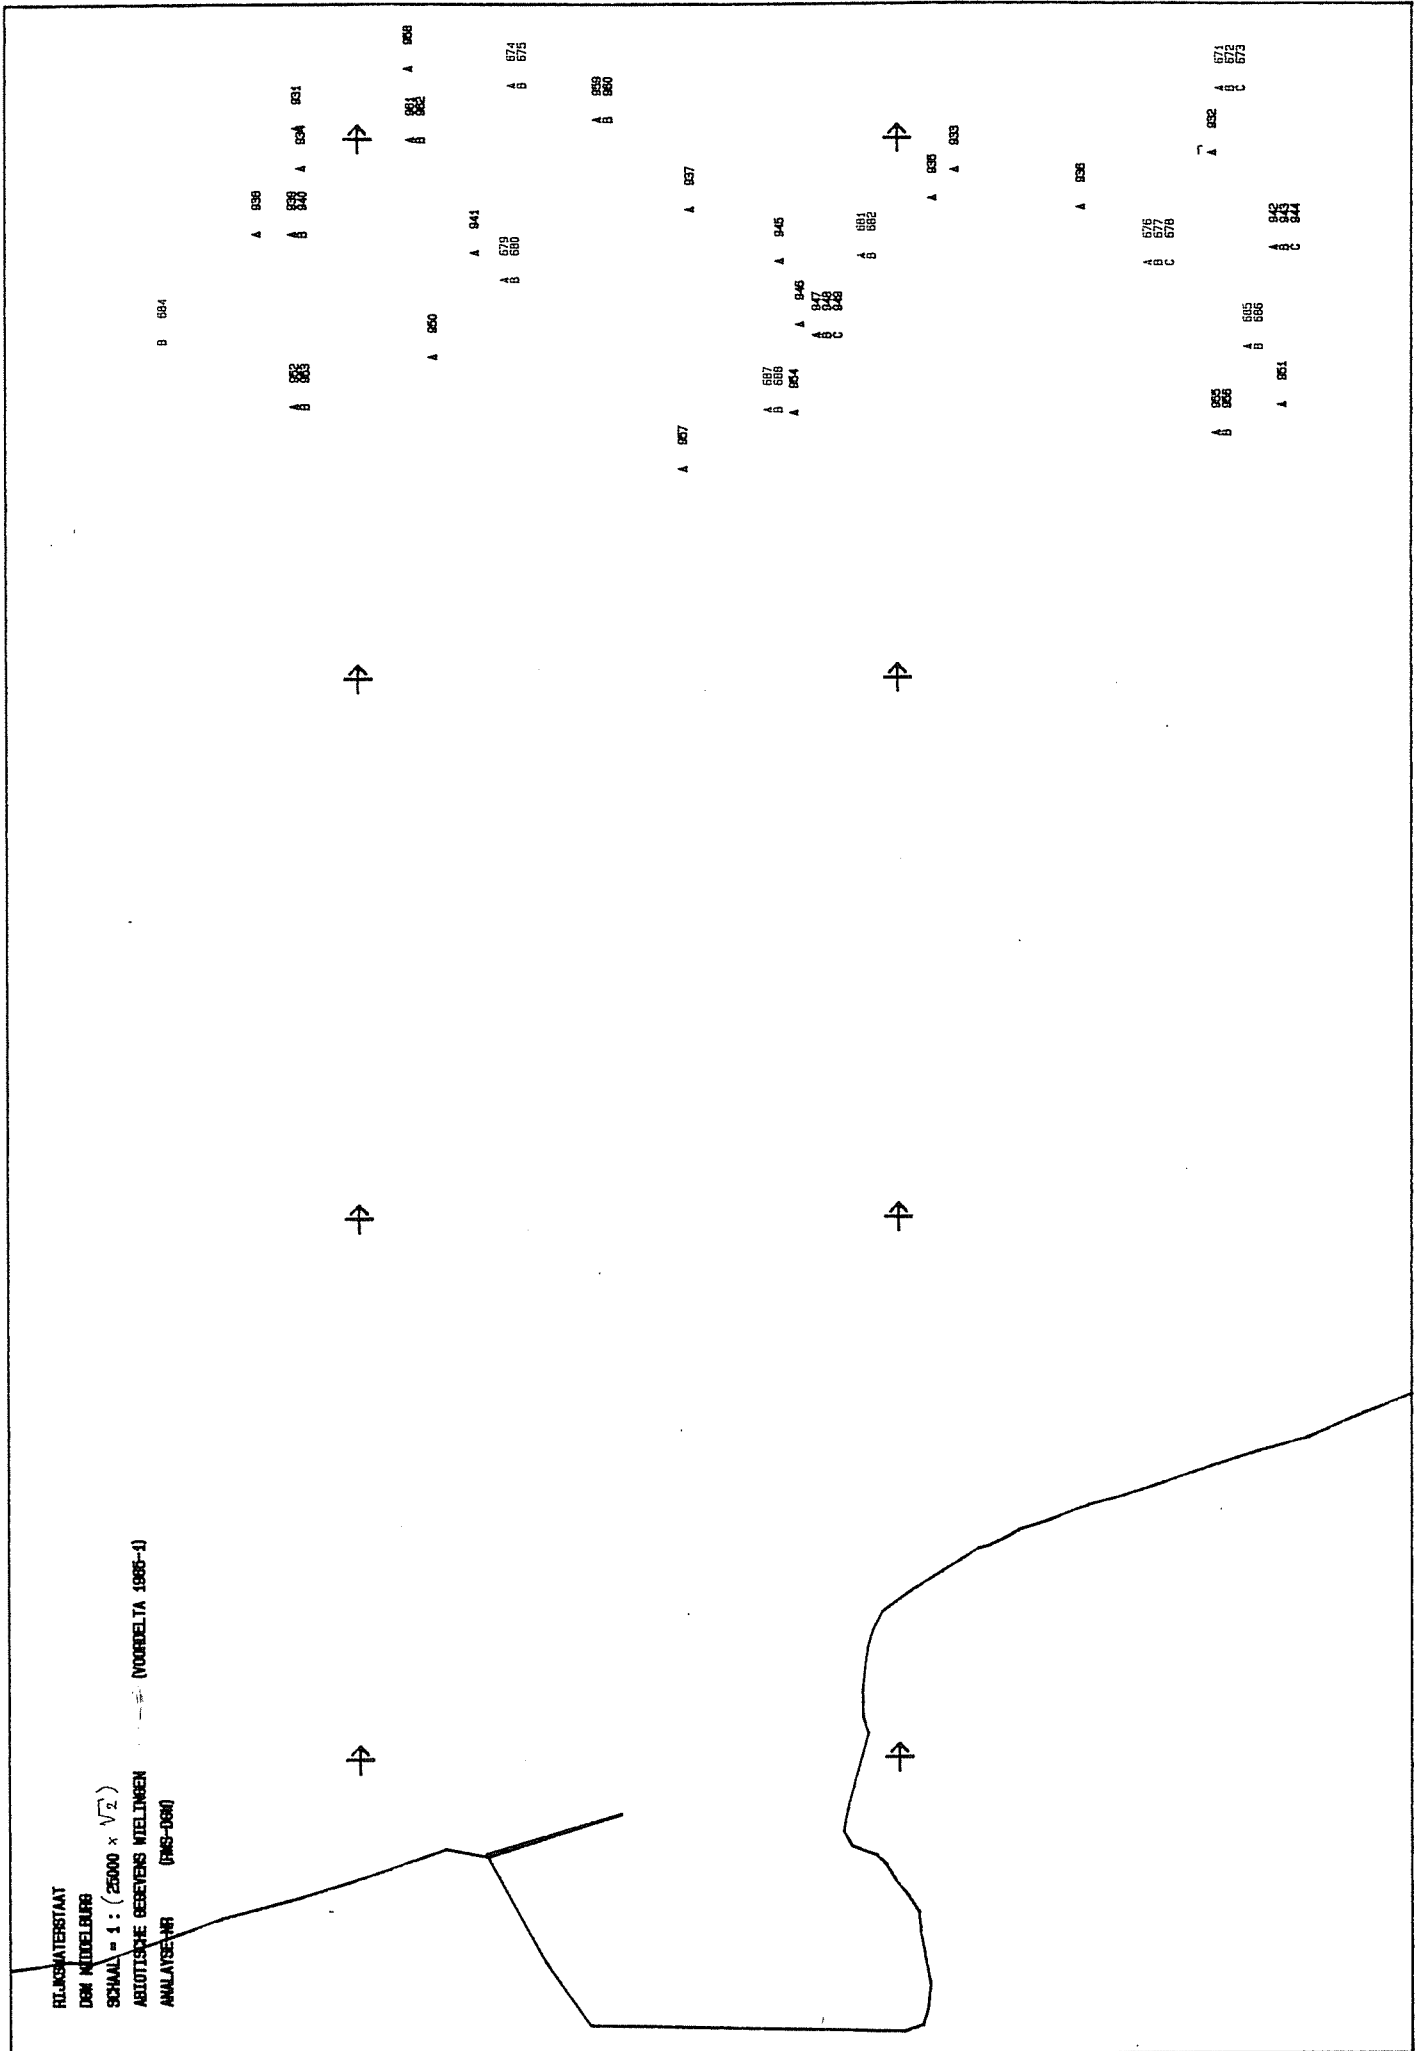 RIJKSWATERSTAAT
DGW MIDDELBURG
SCHAAL = 1 : (25000 x √2)
ABIOTISCHE GEGEVENS WIELINGEN (VOORDELTA 1985-1)
ANALYSE-NR (RWS-DGW)
B 684
A 938
A 939
B 940
A 934
A 931
A 952
B 953
A 958
A 961
B 962
A 950
A 941
A 679
B 680
A 674
B 675
A 959
B 960
A 957
A 937
A 687
B 688
A 954
A 945
A 946
A 947
B 948
C 949
A 681
B 682
A 935
A 933
A 936
A 676
B 677
C 678
A 932
A 671
B 672
C 673
A 955
B 956
A 685
B 686
A 951
A 942
B 943
C 944